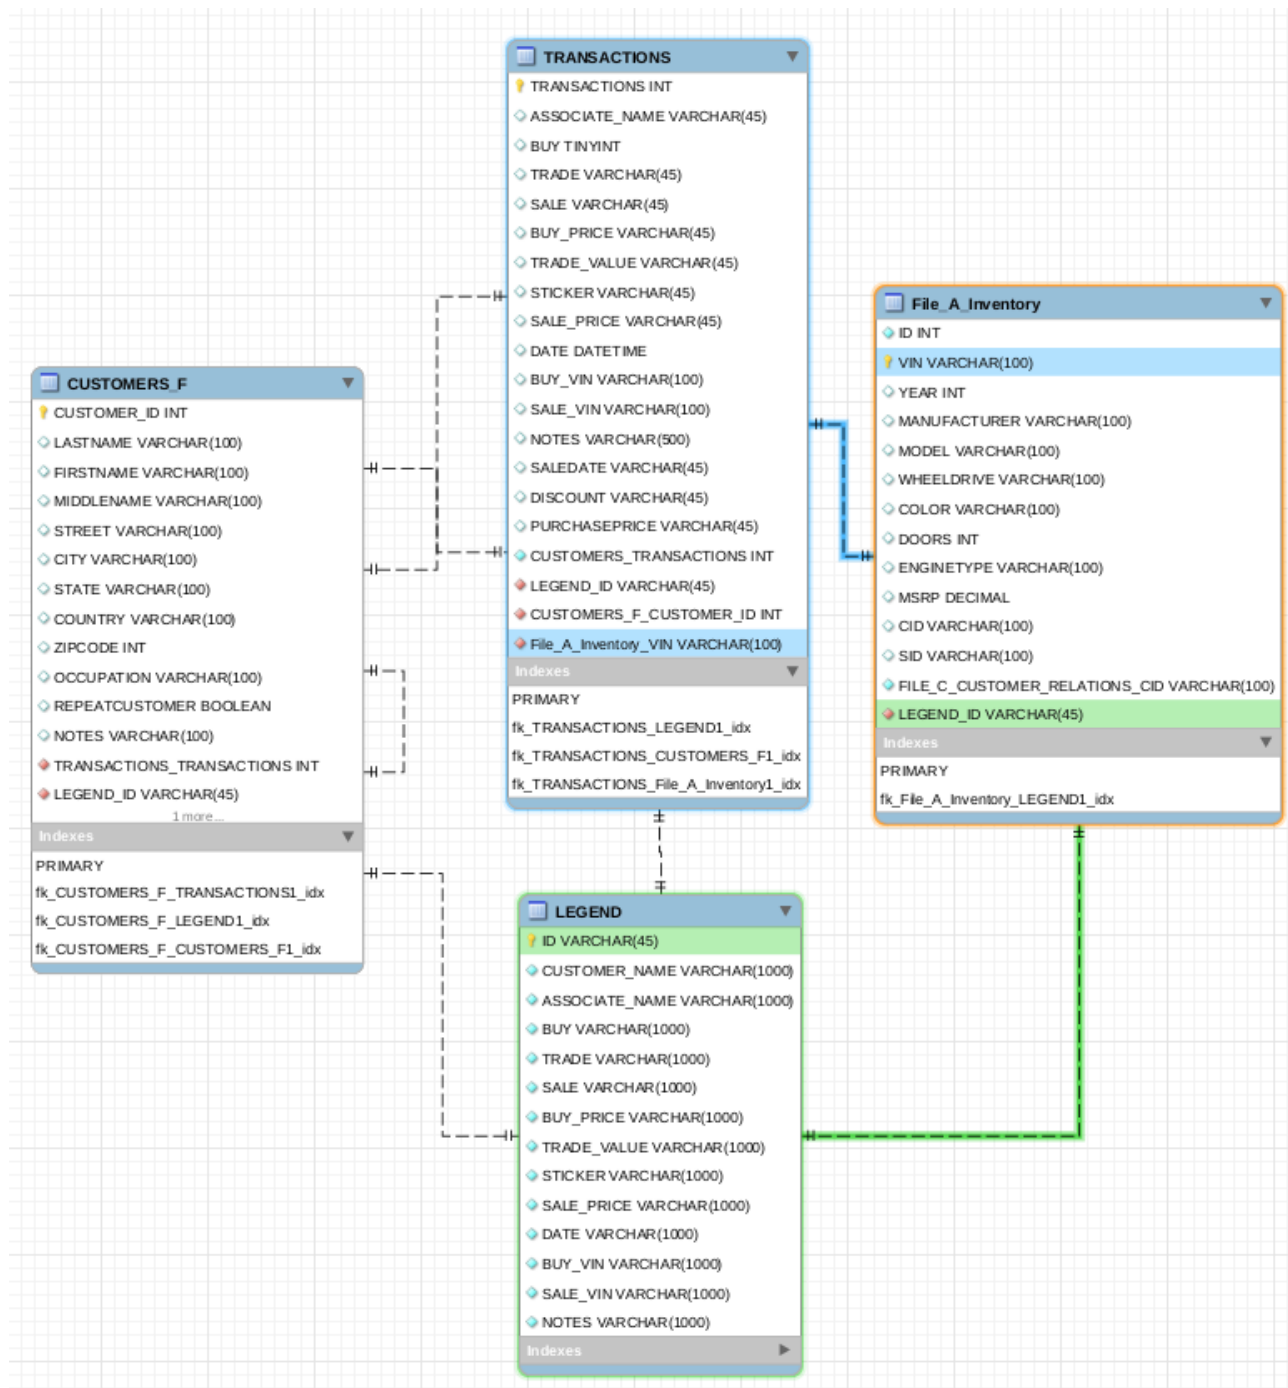 TRANSACTIONS
TRANSACTIONS INT
ASSOCIATE_NAME VARCHAR(45)
BUY TINYINT
TRADE VARCHAR(45)
SALE VARCHAR(45)
BUY_PRICE VARCHAR(45)
TRADE_VALUE VARCHAR(45)
STICKER VARCHAR(45)
SALE_PRICE VARCHAR(45)
DATE DATETIME
BUY_VIN VARCHAR(100)
SALE_VIN VARCHAR(100)
NOTES VARCHAR(500)
SALEDATE VARCHAR(45)
DISCOUNT VARCHAR(45)
PURCHASEPRICE VARCHAR(45)
CUSTOMERS_TRANSACTIONS INT
LEGEND_ID VARCHAR(45)
CUSTOMERS_F_CUSTOMER_ID INT
File_A_Inventory_VIN VARCHAR(100)
Indexes
PRIMARY
fk_TRANSACTIONS_LEGEND1_idx
fk_TRANSACTIONS_CUSTOMERS_F1_idx
fk_TRANSACTIONS_File_A_Inventory1_idx
File_A_Inventory
ID INT
VIN VARCHAR(100)
YEAR INT
MANUFACTURER VARCHAR(100)
MODEL VARCHAR(100)
WHEELDRIVE VARCHAR(100)
COLOR VARCHAR(100)
DOORS INT
ENGINETYPE VARCHAR(100)
MSRP DECIMAL
CID VARCHAR(100)
SID VARCHAR(100)
FILE_C_CUSTOMER_RELATIONS_CID VARCHAR(100)
LEGEND_ID VARCHAR(45)
Indexes
PRIMARY
fk_File_A_Inventory_LEGEND1_idx
CUSTOMERS_F
CUSTOMER_ID INT
LASTNAME VARCHAR(100)
FIRSTNAME VARCHAR(100)
MIDDLENAME VARCHAR(100)
STREET VARCHAR(100)
CITY VARCHAR(100)
STATE VARCHAR(100)
COUNTRY VARCHAR(100)
ZIPCODE INT
OCCUPATION VARCHAR(100)
REPEATCUSTOMER BOOLEAN
NOTES VARCHAR(100)
TRANSACTIONS_TRANSACTIONS INT
LEGEND_ID VARCHAR(45)
1 more...
Indexes
PRIMARY
fk_CUSTOMERS_F_TRANSACTIONS1_idx
fk_CUSTOMERS_F_LEGEND1_idx
fk_CUSTOMERS_F_CUSTOMERS_F1_idx
LEGEND
ID VARCHAR(45)
CUSTOMER_NAME VARCHAR(1000)
ASSOCIATE_NAME VARCHAR(1000)
BUY VARCHAR(1000)
TRADE VARCHAR(1000)
SALE VARCHAR(1000)
BUY_PRICE VARCHAR(1000)
TRADE_VALUE VARCHAR(1000)
STICKER VARCHAR(1000)
SALE_PRICE VARCHAR(1000)
DATE VARCHAR(1000)
BUY_VIN VARCHAR(1000)
SALE_VIN VARCHAR(1000)
NOTES VARCHAR(1000)
Indexes